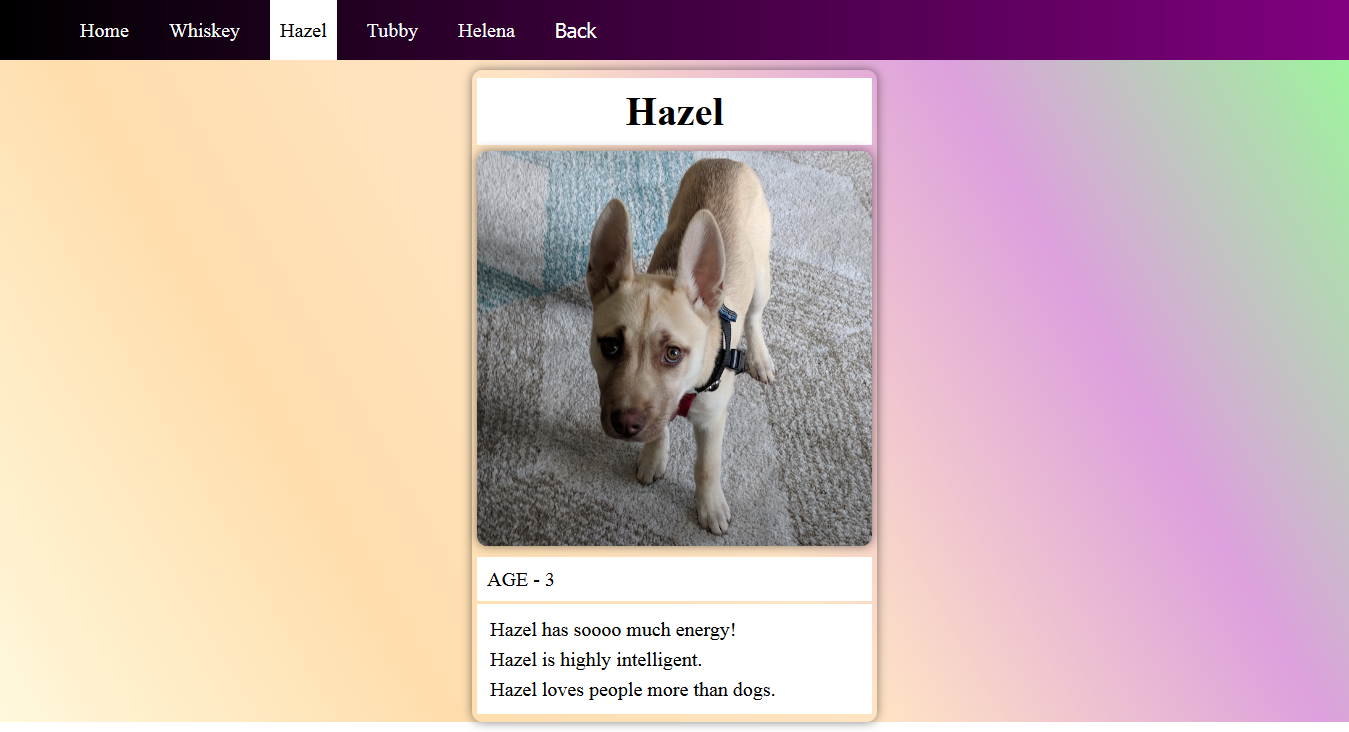 Home Whiskey Hazel Tubby Helena Back
Hazel
AGE - 3
Hazel has soooo much energy!
Hazel is highly intelligent.
Hazel loves people more than dogs.